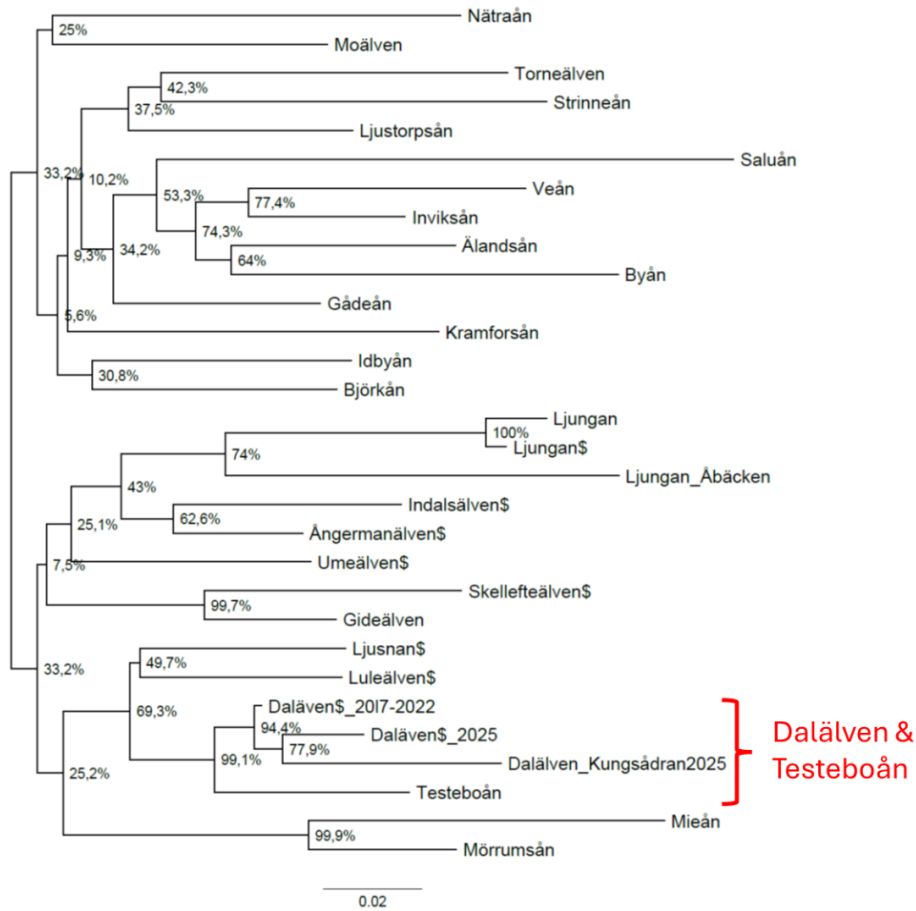 Nätraån
25%
Moälven
Torneälven
42,3%
Strinneån
37,5%
Ljustorpsån
Saluån
33,2%
10,2%
53,3%
Veån
77,4%
Inviksån
74,3%
Älandsån
9,3%
34,2%
64%
Byån
Gådeån
5,6%
Kramforsån
Idbyån
30,8%
Björkån
Ljungan
100%
Ljungan$
74%
Ljungan_Åbäcken
43%
Indalsälven$
62,6%
25,1%
Ångermanälven$
7,5%
Umeälven$
Skellefteälven$
99,7%
Gideälven
Ljusnan$
33,2%
49,7%
Luleälven$
69,3%
Daläven$_20l7-2022
94,4%
Daläven$_2025
77,9%
99,1%
Dalälven_Kungsådran2025
25,2%
Testeboån
Dalälven &
Testeboån
Mieån
99,9%
Mörrumsån
0.02